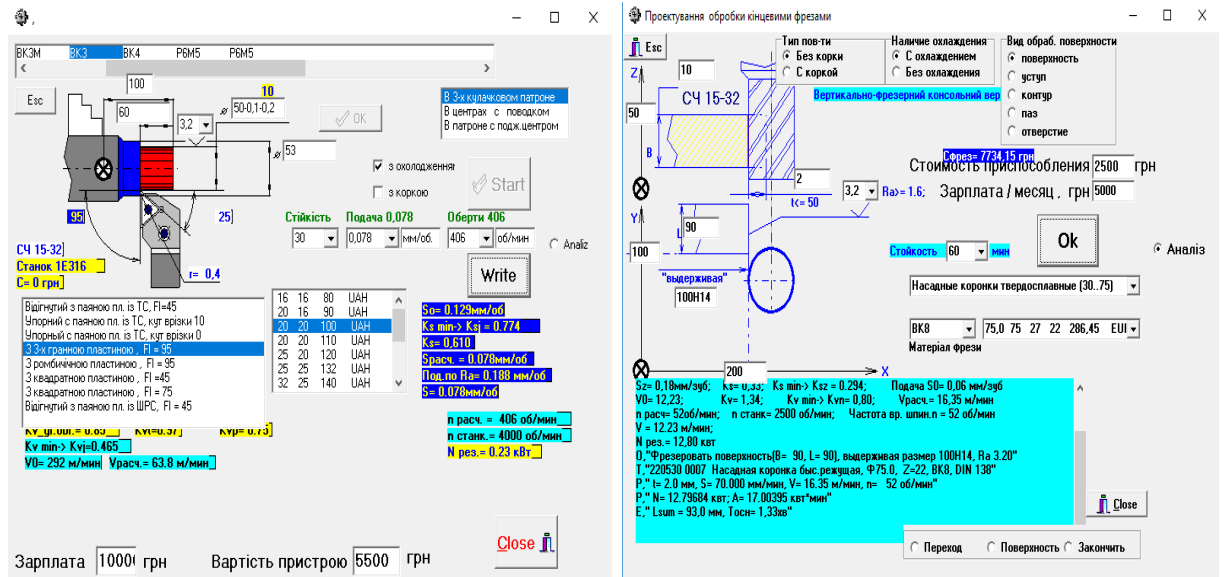 ,
ВК3М ВК3 ВК4 Р6М5 Р6М5
Esc
100
60
3,2
10
⌀ 50-0,1-0,2
OK
В 3-х кулачковом патроне
В центрах с поводком
В патроне с подж.центром
⌀ 53
з охолодження
з коркою
Start
95
25]
Стійкість Подача 0,078 Оберти 406
30 0,078 мм/об. 406 об/мин Analiz
СЧ 15-32]
Станок 1Е316
С= 0 грн]
r= 0,4
Write
Відігнутий з паяною пл. із ТС, FI=45
Упорний с паяною пл. із ТС, кут врізки 10
Упорный с паяною пл. із ТС, кут врізки 0
З 3-х гранною пластиною , FI = 95
З ромбичіною пластиною , FI = 95
З квадратною пластиною , FI =45
З квадратною пластиною , FI = 75
Відігнутий з паяною пл. із ШРС, FI = 45
16 16 80 UAH
20 16 90 UAH
20 20 100 UAH
20 20 110 UAH
25 20 120 UAH
25 25 132 UAH
32 25 140 UAH
So= 0.129мм/об
Ks min-> Ksj = 0.774
Ks= 0,610
Sрасч. = 0.078мм/об
Под.по Ra= 0.188 мм/об
S= 0.078мм/об
Kvp= 0.75]
Kv min-> Kvj=0.465
V0= 292 м/мин Vрасч.= 63.8 м/мин
n расч. = 406 об/мин
n станк.= 4000 об/мин
N рез.= 0.23 кВт
Close
Зарплата 1000 грн Вартість пристрою 5500 грн
Проектування обробки кінцевими фрезами
Esc
Тип пов-ти
Без корки
С коркой
Наличие охлаждения
С охлаждением
Без охлаждения
Вид обраб. поверхности
поверхность
уступ
контур
паз
отверстие
Z
10
СЧ 15-32
Вертикально-фрезерний консольний вер
50
B
Cфрез= 7734,15 грн
Стоимость приспособления 2500 грн
2
t<= 50
3,2 Ra>= 1.6; Зарплата / месяц , грн 5000
Y
L 90
100
Стойкость 60 мин
Ok
Аналіз
"выдерживая"
100H14
Насадные коронки твердосплавные (30..75)
ВК8 75,0 75 27 22 286,45 EUI
Матеріал фрези
200
X
Sz= 0,18мм/зуб; Ks= 0,33; Ks min-> Ksz = 0.294; Подача S0= 0,06 мм/зуб
V0= 12,23; Kv= 1,34; Kv min-> Kvn= 0,80; Vрасч.= 16,35 м/мин
n расч= 52об/мин; n станк= 2500 об/мин; Частота вр. шпин.n = 52 об/мин
V = 12.23 м/мин;
N рез.= 12,80 квт
O,"Фрезеровать поверхность(B= 90, L= 90), выдерживая размер 100H14, Ra 3.20"
T,"220530 0007 Насадная коронка быс.режущая, Ф75.0, Z=22, ВК8, DIN 138"
P," t= 2.0 мм, S= 70.000 мм/мин, V= 16.35 м/мин, n= 52 об/мин"
P," N= 12.79684 квт; A= 17.00395 квт*мин"
E," Lsum = 93,0 мм, Tосн= 1,33хв"
Close
Переход Поверхность Закончить